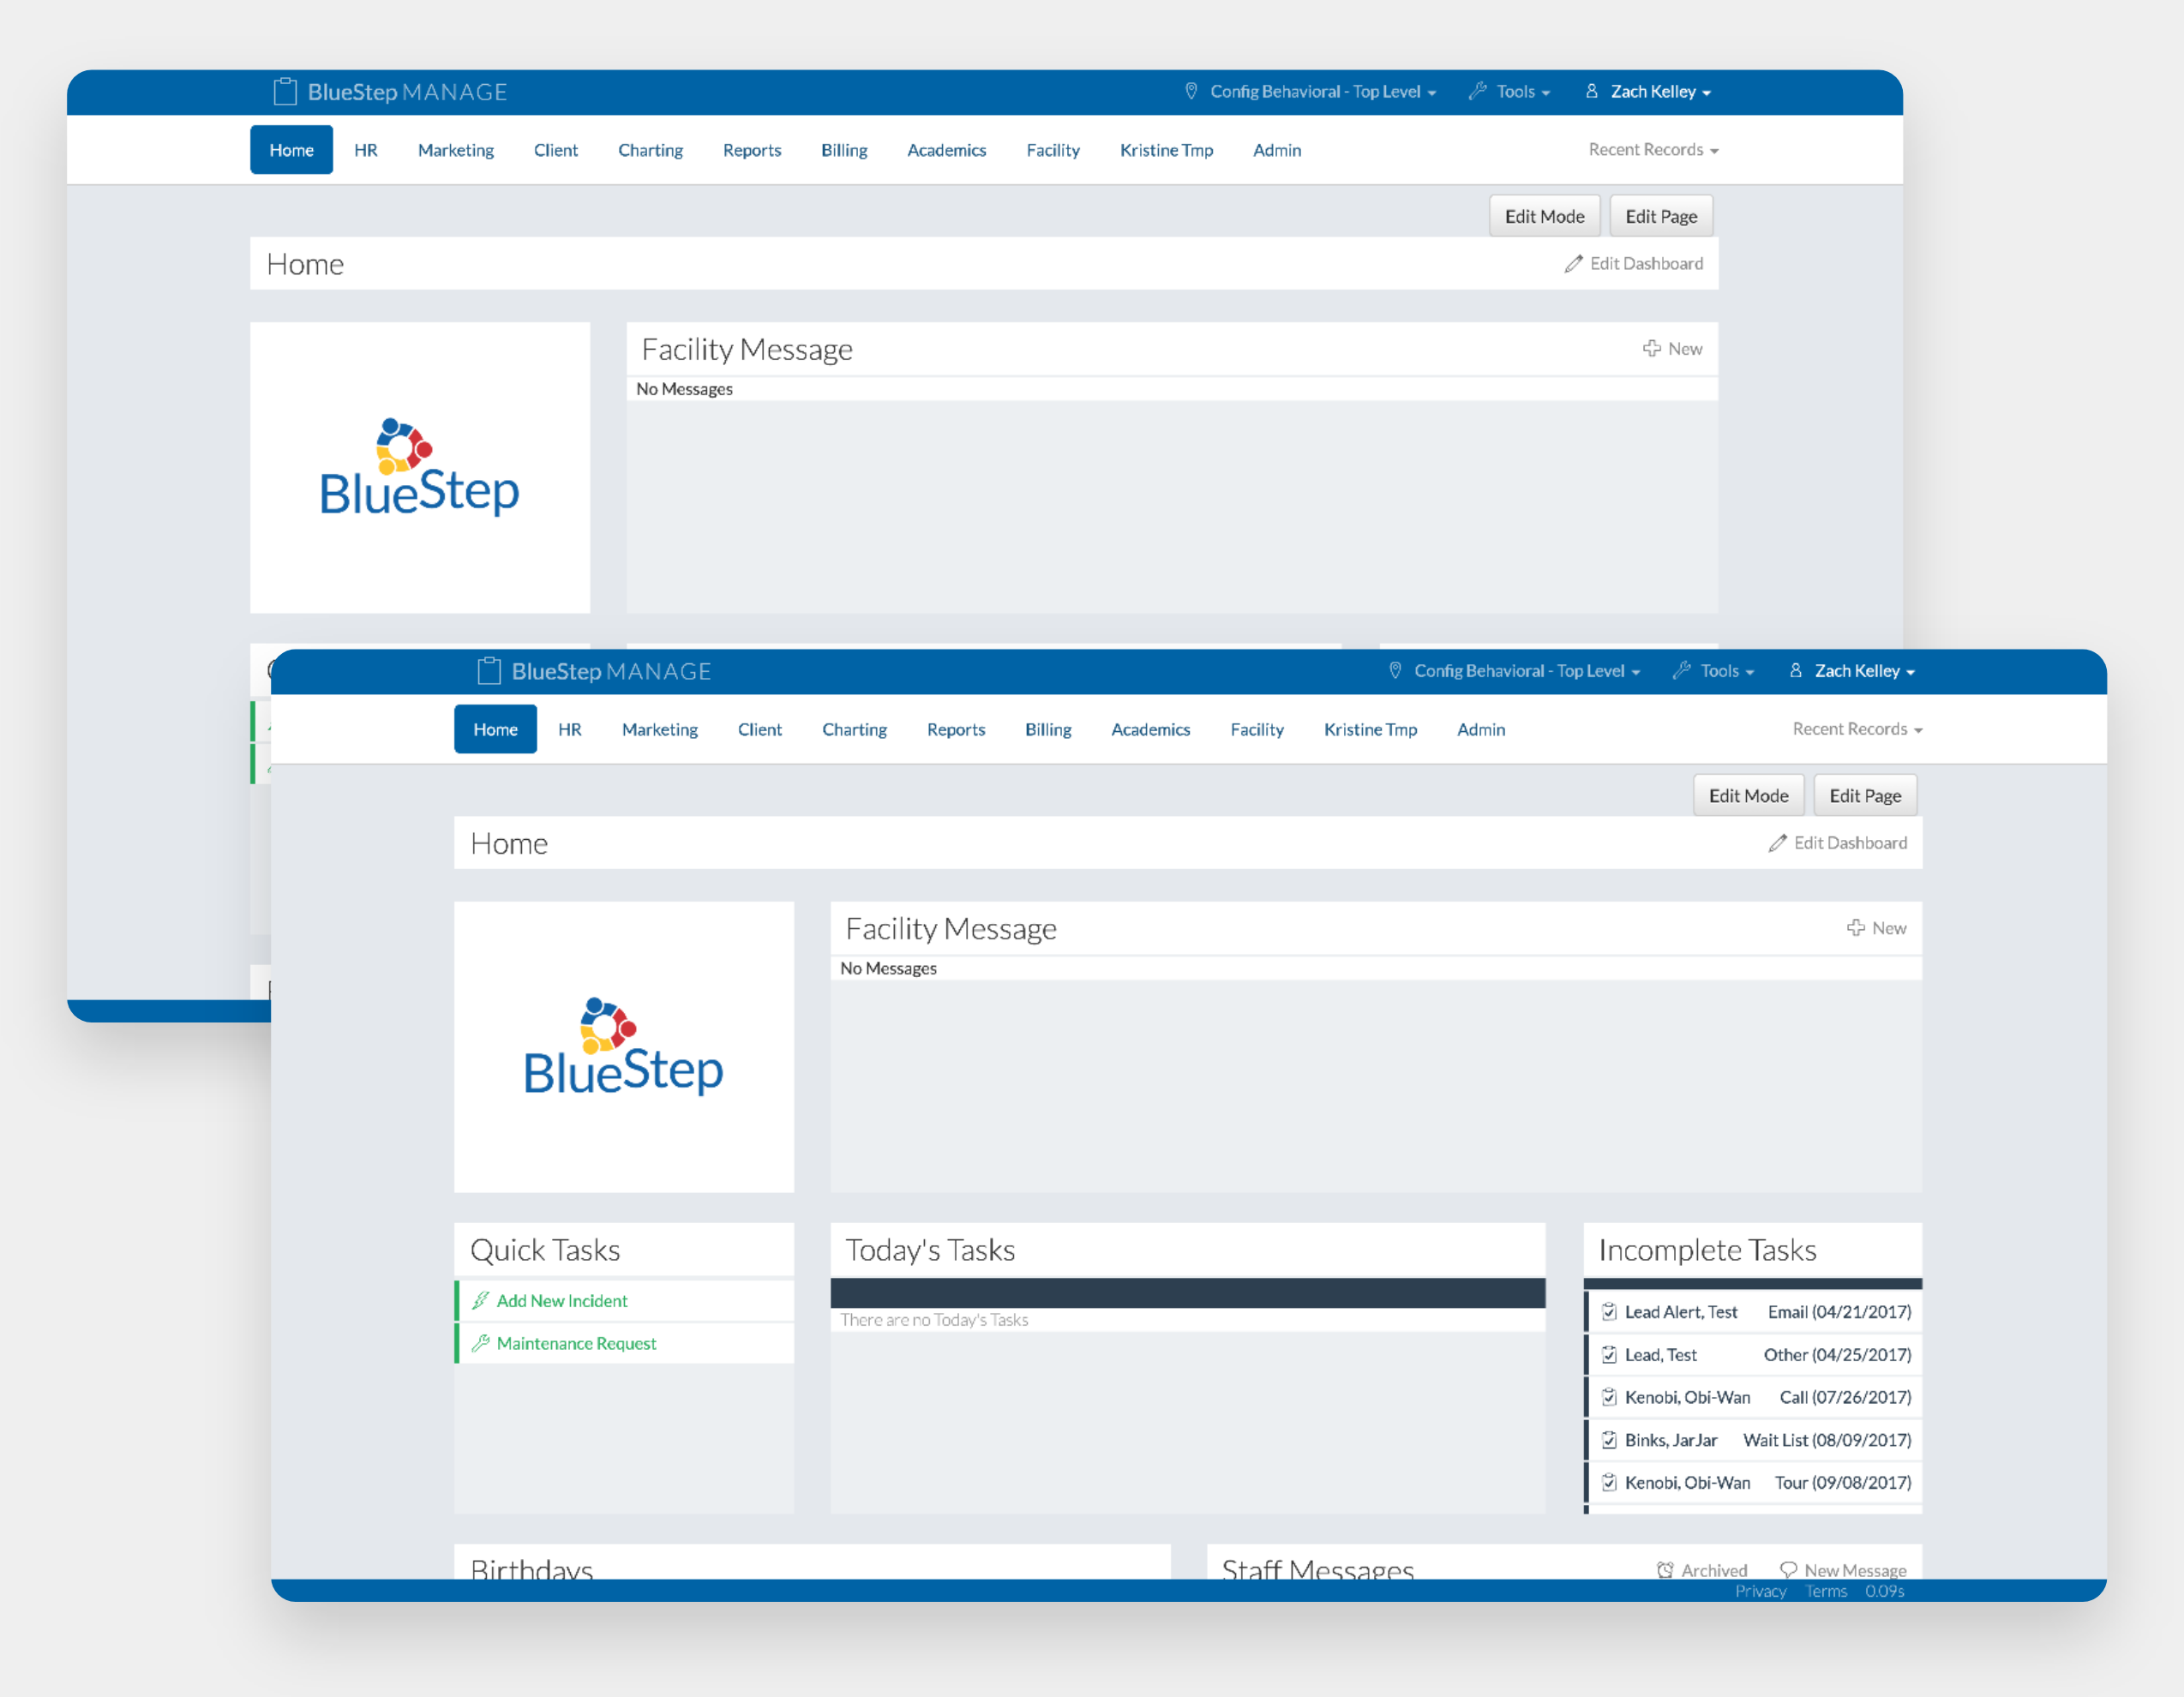 BlueStep MANAGE Config Behavioral - Top Level Tools Zach Kelley
Home HR Marketing Client Charting Reports Billing Academics Facility Kristine Tmp Admin Recent Records
Edit Mode Edit Page
Home Edit Dashboard
Facility Message New
No Messages
BlueStep
BlueStep MANAGE Config Behavioral - Top Level Tools Zach Kelley
Home HR Marketing Client Charting Reports Billing Academics Facility Kristine Tmp Admin Recent Records
Edit Mode Edit Page
Home Edit Dashboard
Facility Message New
No Messages
BlueStep
Quick Tasks
Add New Incident
Maintenance Request
Today's Tasks
There are no Today's Tasks
Incomplete Tasks
Lead Alert, Test Email (04/21/2017)
Lead, Test Other (04/25/2017)
Kenobi, Obi-Wan Call (07/26/2017)
Binks, JarJar Wait List (08/09/2017)
Kenobi, Obi-Wan Tour (09/08/2017)
Birthdays
Staff Messages Archived New Message
Privacy Terms 0.09s